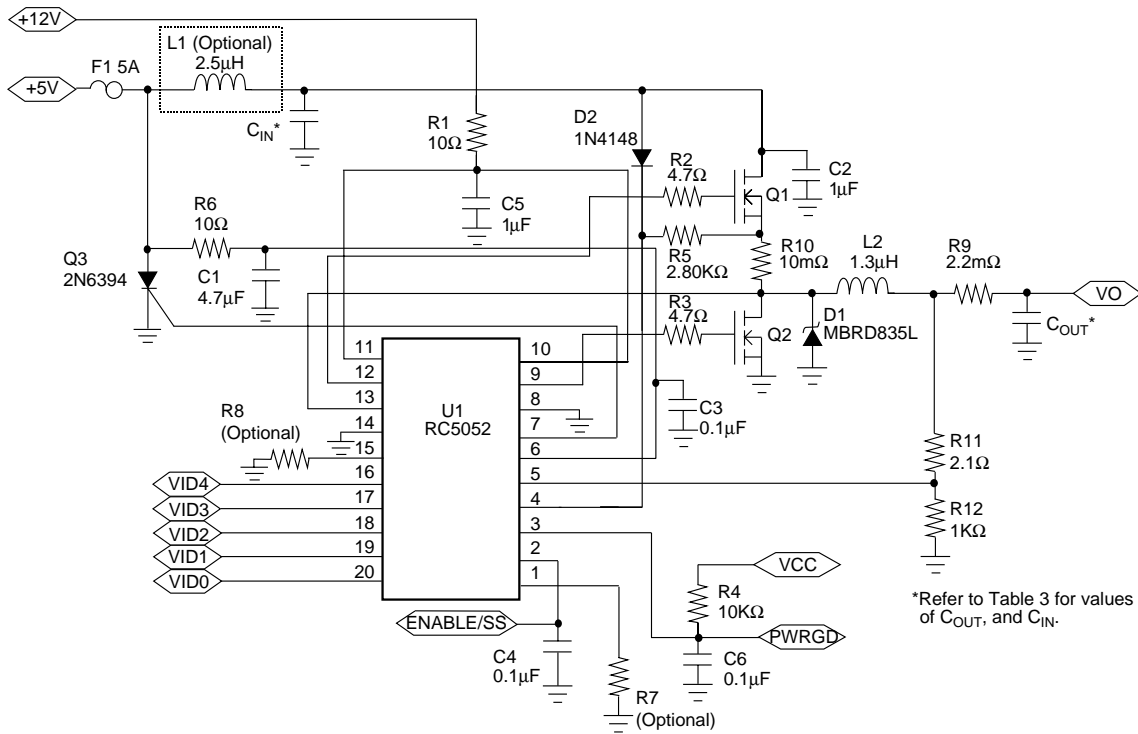 +12V
L1 (Optional)
2.5µH
+5V
F1 5A
C_IN*
R1
10Ω
D2
1N4148
R2
4.7Ω
Q1
C2
1µF
C5
1µF
R6
10Ω
C1
4.7µF
Q3
2N6394
R5
2.80KΩ
R10
10mΩ
L2
1.3µH
R9
2.2mΩ
VO
C_OUT*
R3
4.7Ω
Q2
D1
MBRD835L
11
12
13
14
15
16
17
18
19
20
U1
RC5052
10
9
8
7
6
5
4
3
2
1
R8
(Optional)
C3
0.1µF
R11
2.1Ω
R12
1KΩ
VID4
VID3
VID2
VID1
VID0
ENABLE/SS
C4
0.1µF
R7
(Optional)
VCC
R4
10KΩ
PWRGD
C6
0.1µF
*Refer to Table 3 for values
of C_OUT, and C_IN.